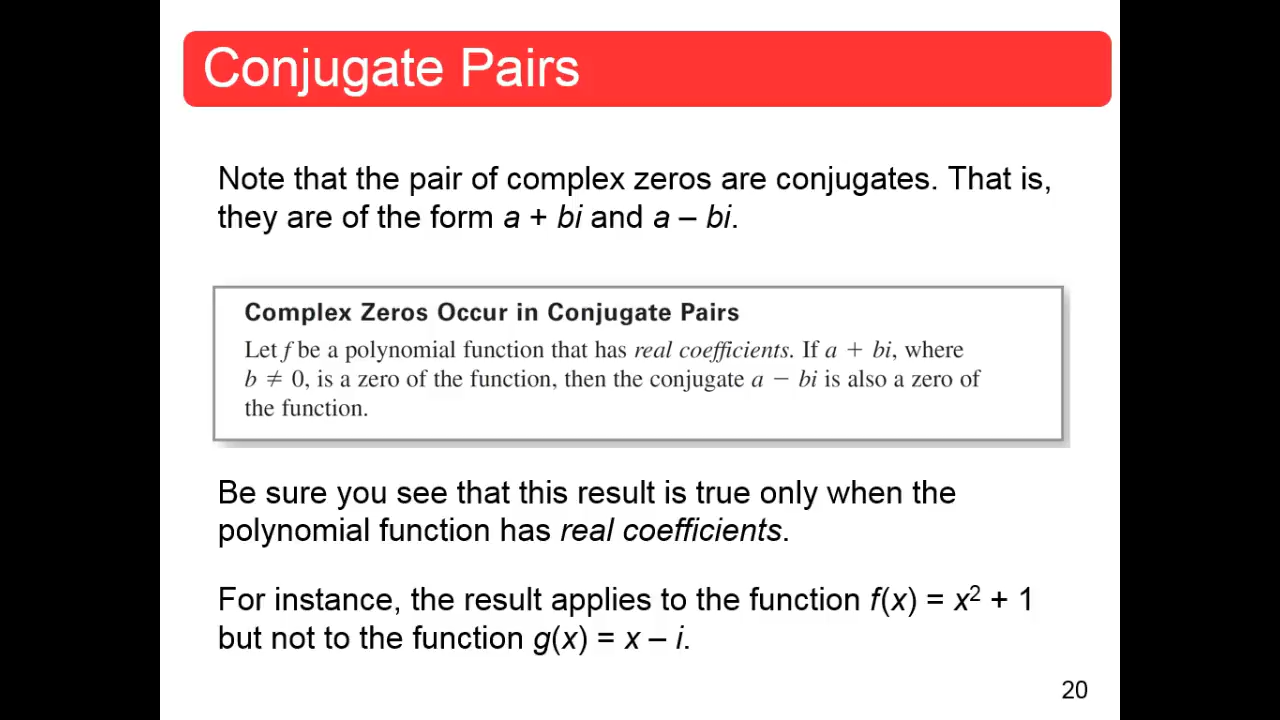 Conjugate Pairs
Note that the pair of complex zeros are conjugates. That is,
they are of the form a + bi and a – bi.
Complex Zeros Occur in Conjugate Pairs
Let f be a polynomial function that has real coefficients. If a + bi, where
b ≠ 0, is a zero of the function, then the conjugate a − bi is also a zero of
the function.
Be sure you see that this result is true only when the
polynomial function has real coefficients.
For instance, the result applies to the function f(x) = x² + 1
but not to the function g(x) = x – i.
20